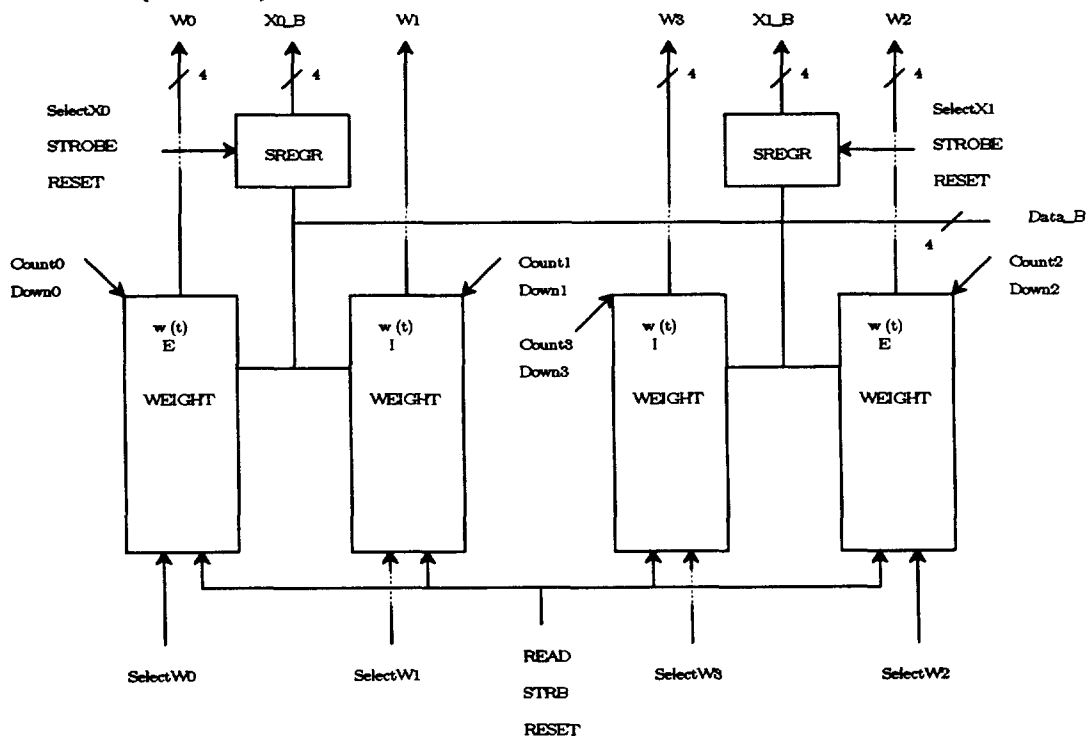 W0 X0_B W1 W3 X1_B W2
4 4 4 4
SelectX0
STROBE
RESET
SREGR
SREGR
SelectX1
STROBE
RESET
Data_B
4
Count0
Down0
Count1
Down1
Count3
Down3
Count2
Down2
w (t)
E
WEIGHT
w (t)
I
WEIGHT
w (t)
I
WEIGHT
w (t)
E
WEIGHT
SelectW0
SelectW1
READ
STRB
RESET
SelectW3
SelectW2